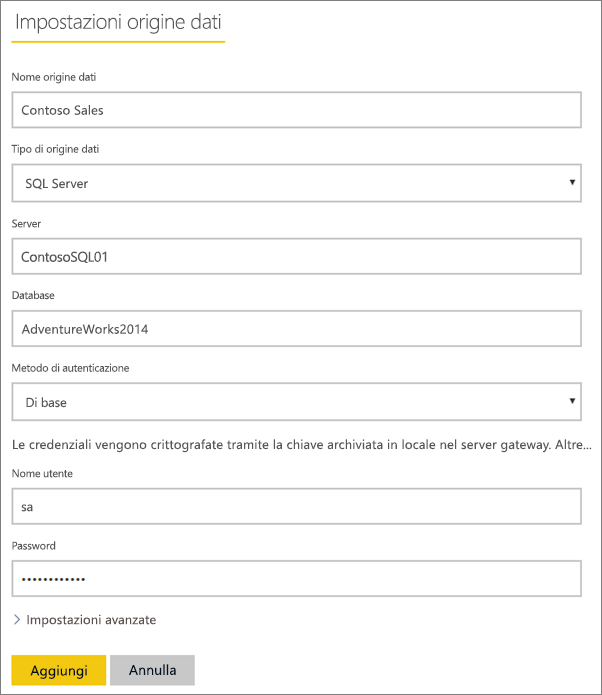 Impostazioni origine dati
Nome origine dati
Contoso Sales
Tipo di origine dati
SQL Server
Server
ContosoSQL01
Database
AdventureWorks2014
Metodo di autenticazione
Di base
Le credenziali vengono crittografate tramite la chiave archiviata in locale nel server gateway. Altre...
Nome utente
sa
Password
••••••••••••
Impostazioni avanzate
Aggiungi Annulla